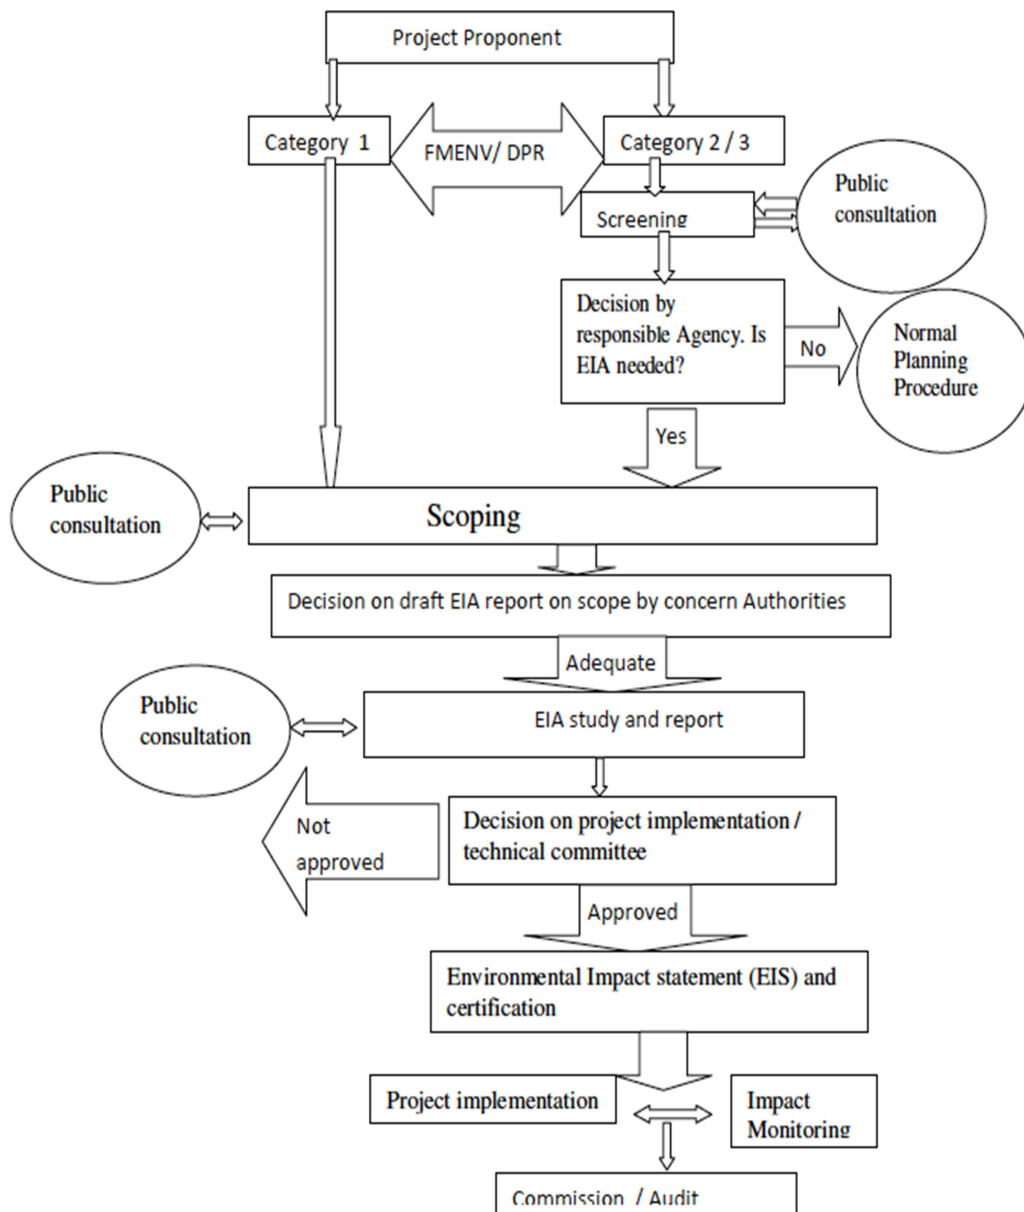 Project Proponent
Category 1
FMENV/ DPR
Category 2 / 3
Public
consultation
Screening
Decision by
responsible Agency. Is
EIA needed?
No
Normal
Planning
Procedure
Yes
Public
consultation
Scoping
Decision on draft EIA report on scope by concern Authorities
Adequate
Public
consultation
EIA study and report
Not
approved
Decision on project implementation /
technical committee
Approved
Environmental Impact statement (EIS) and
certification
Project implementation
Impact
Monitoring
Commission / Audit